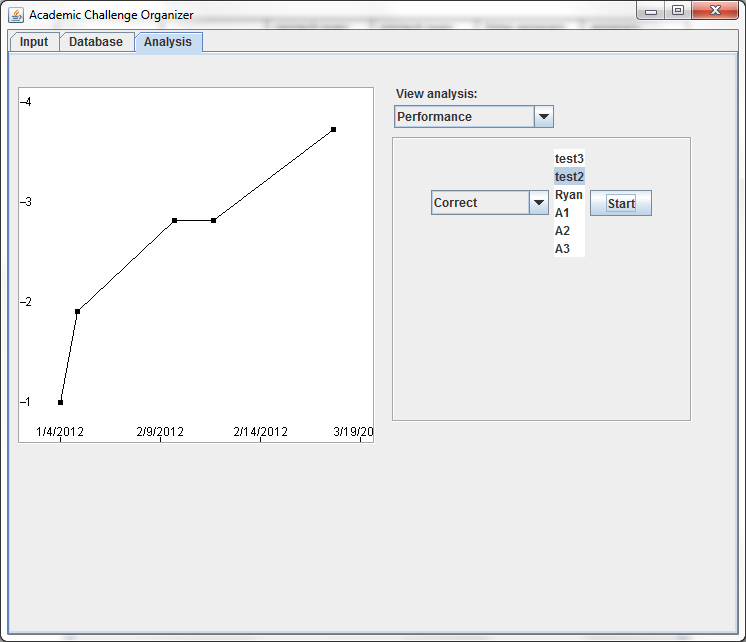 Academic Challenge Organizer
Input Database Analysis
View analysis:
Performance
4
3
2
1
1/4/2012 2/9/2012 2/14/2012 3/19/20
Correct
test3
test2
Ryan
A1
A2
A3
Start